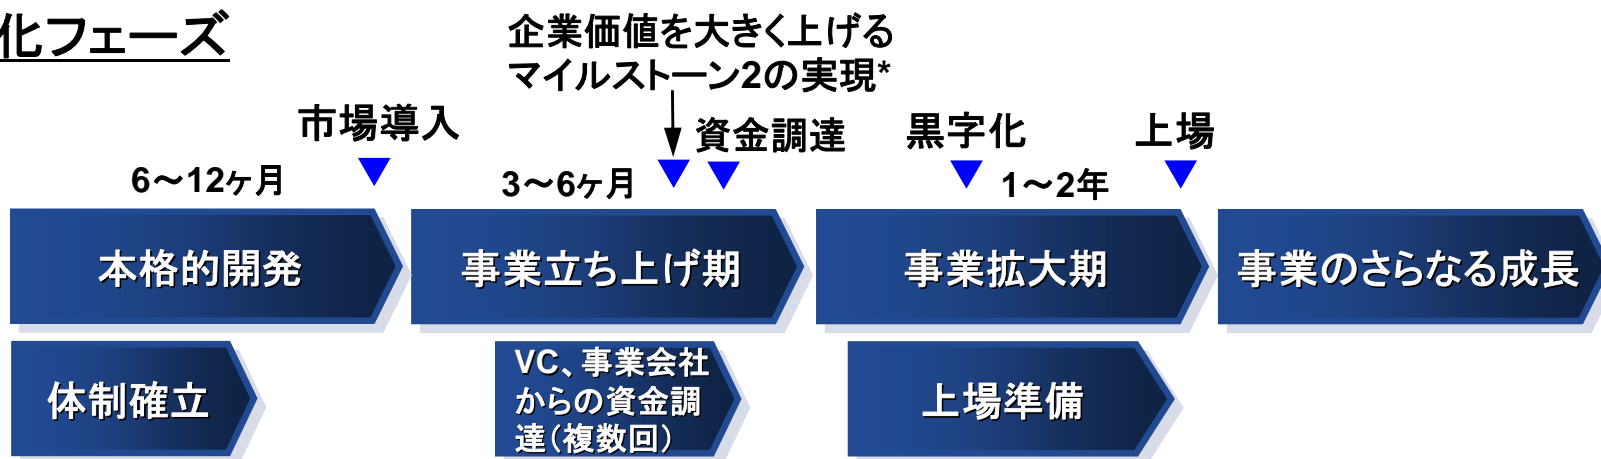 化フェーズ
企業価値を大きく上げる
マイルストーン2の実現*
市場導入
資金調達
黒字化
上場
6〜12ヶ月
3〜6ヶ月
1〜2年
本格的開発
事業立ち上げ期
事業拡大期
事業のさらなる成長
体制確立
VC、事業会社
からの資金調
達(複数回)
上場準備